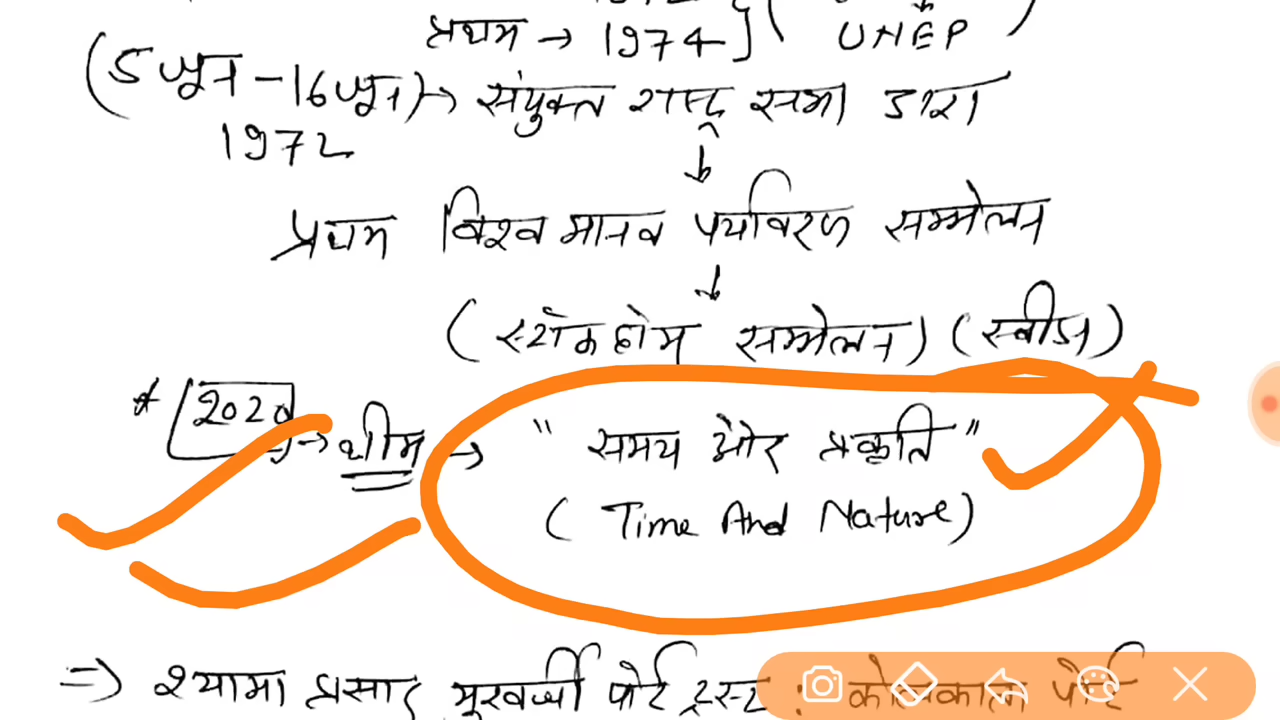 प्रथम → 1974] ( UNEP )
(5 जून - 16 जून) → संयुक्त राष्ट्र सभा द्वारा
1972
प्रथम विश्व मानव पर्यावरण सम्मेलन
(स्टॉकहोम सम्मेलन) (स्वीडन)
* [2020] → थीम → "समय और प्रकृति"
(Time And Nature)
⇒ श्यामा प्रसाद मुखर्जी पोर्ट ट्रस्ट : कोलकाता पोर्ट